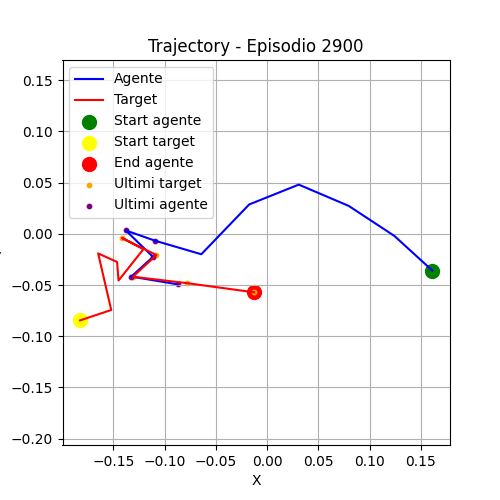 Trajectory - Episodio 2900
Agente
Target
Start agente
Start target
End agente
Ultimi target
Ultimi agente
0.15
0.10
0.05
0.00
−0.05
−0.10
−0.15
−0.20
−0.15 −0.10 −0.05 0.00 0.05 0.10 0.15
X